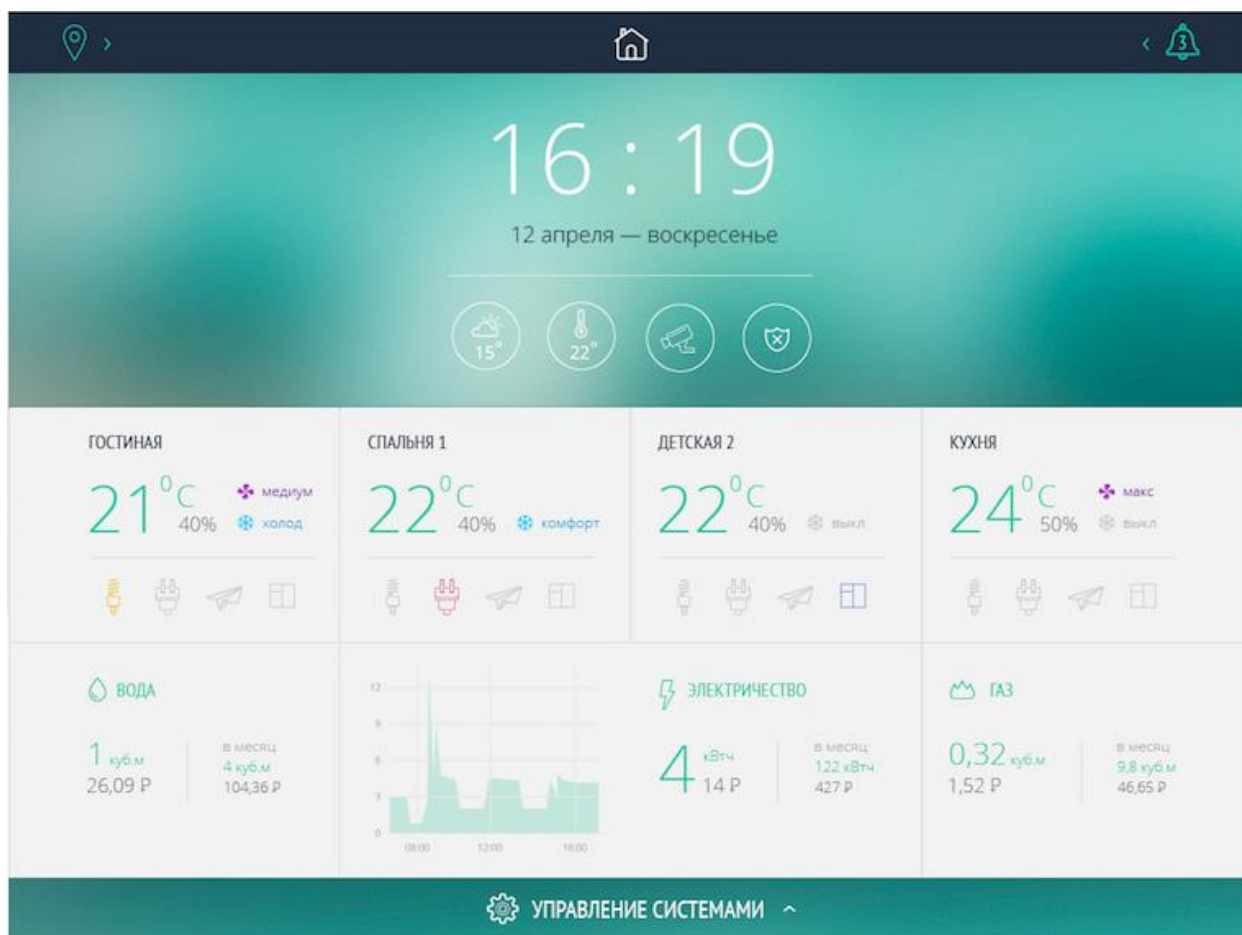 3
16 : 19
12 апреля — воскресенье
15°
22°
ГОСТИНАЯ
21°C
40%
медиум
холод
СПАЛЬНЯ 1
22°C
40%
комфорт
ДЕТСКАЯ 2
22°C
40%
выкл
КУХНЯ
24°C
50%
макс
выкл
ВОДА
1 куб.м
26,09 Р
в месяц
4 куб.м
104,36 Р
12
9
6
3
0
08:00 12:00 16:00
ЭЛЕКТРИЧЕСТВО
4 кВтч
14 Р
в месяц
122 кВтч
427 Р
ГАЗ
0,32 куб.м
1,52 Р
в месяц
9,8 куб.м
46,65 Р
УПРАВЛЕНИЕ СИСТЕМАМИ